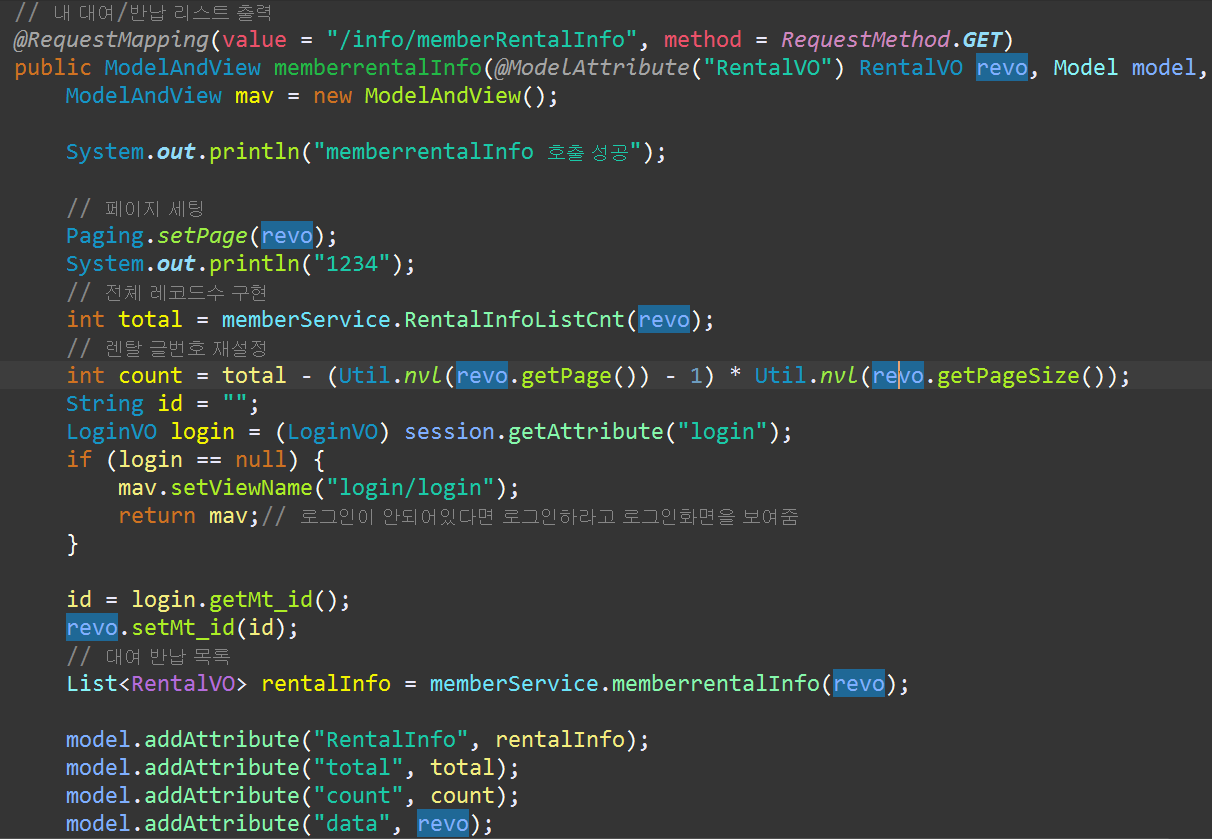 // 내 대여/반납 리스트 출력
@RequestMapping(value = "/info/memberRentalInfo", method = RequestMethod.GET)
public ModelAndView memberrentalInfo(@ModelAttribute("RentalVO") RentalVO revo, Model model,
ModelAndView mav = new ModelAndView();
System.out.println("memberrentalInfo 호출 성공");
// 페이지 세팅
Paging.setPage(revo);
System.out.println("1234");
// 전체 레코드수 구현
int total = memberService.RentalInfoListCnt(revo);
// 렌탈 글번호 재설정
int count = total - (Util.nvl(revo.getPage()) - 1) * Util.nvl(revo.getPageSize());
String id = "";
LoginVO login = (LoginVO) session.getAttribute("login");
if (login == null) {
mav.setViewName("login/login");
return mav;// 로그인이 안되어있다면 로그인하라고 로그인화면을 보여줌
}
id = login.getMt_id();
revo.setMt_id(id);
// 대여 반납 목록
List<RentalVO> rentalInfo = memberService.memberrentalInfo(revo);
model.addAttribute("RentalInfo", rentalInfo);
model.addAttribute("total", total);
model.addAttribute("count", count);
model.addAttribute("data", revo);